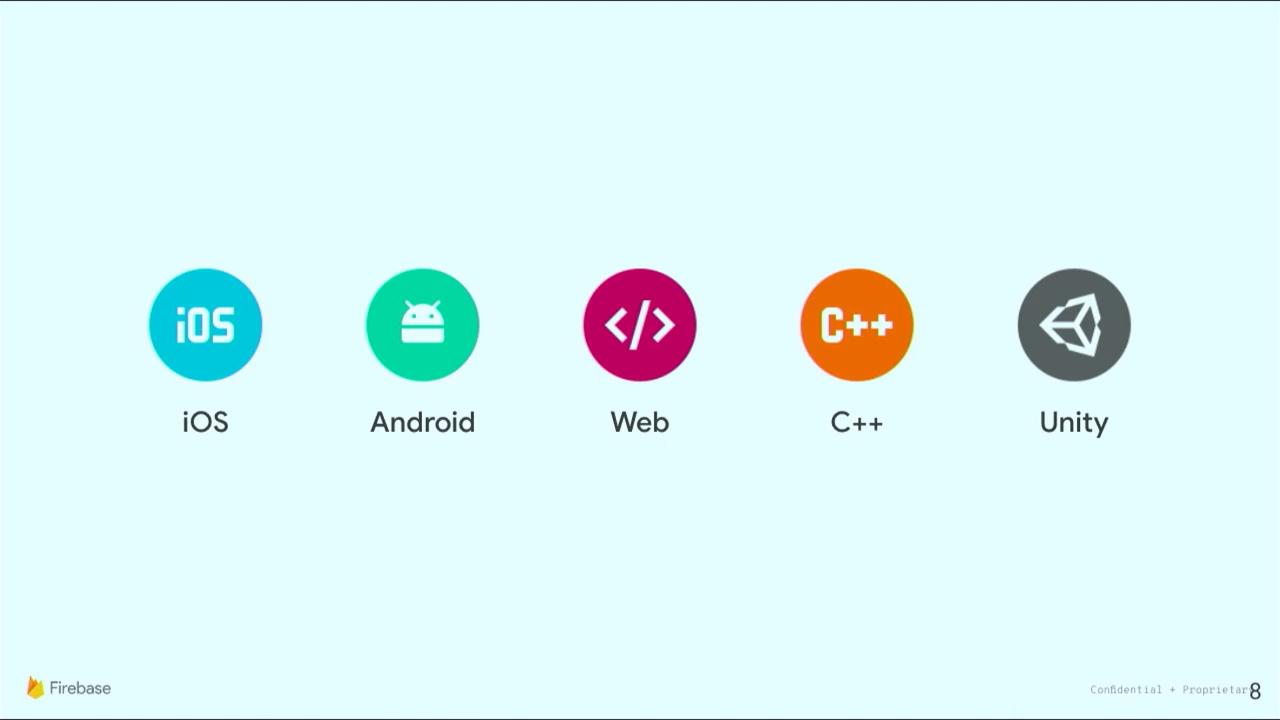 iOS
C++
iOS
Android
Web
C++
Unity
Firebase
Confidential + Proprietar
8